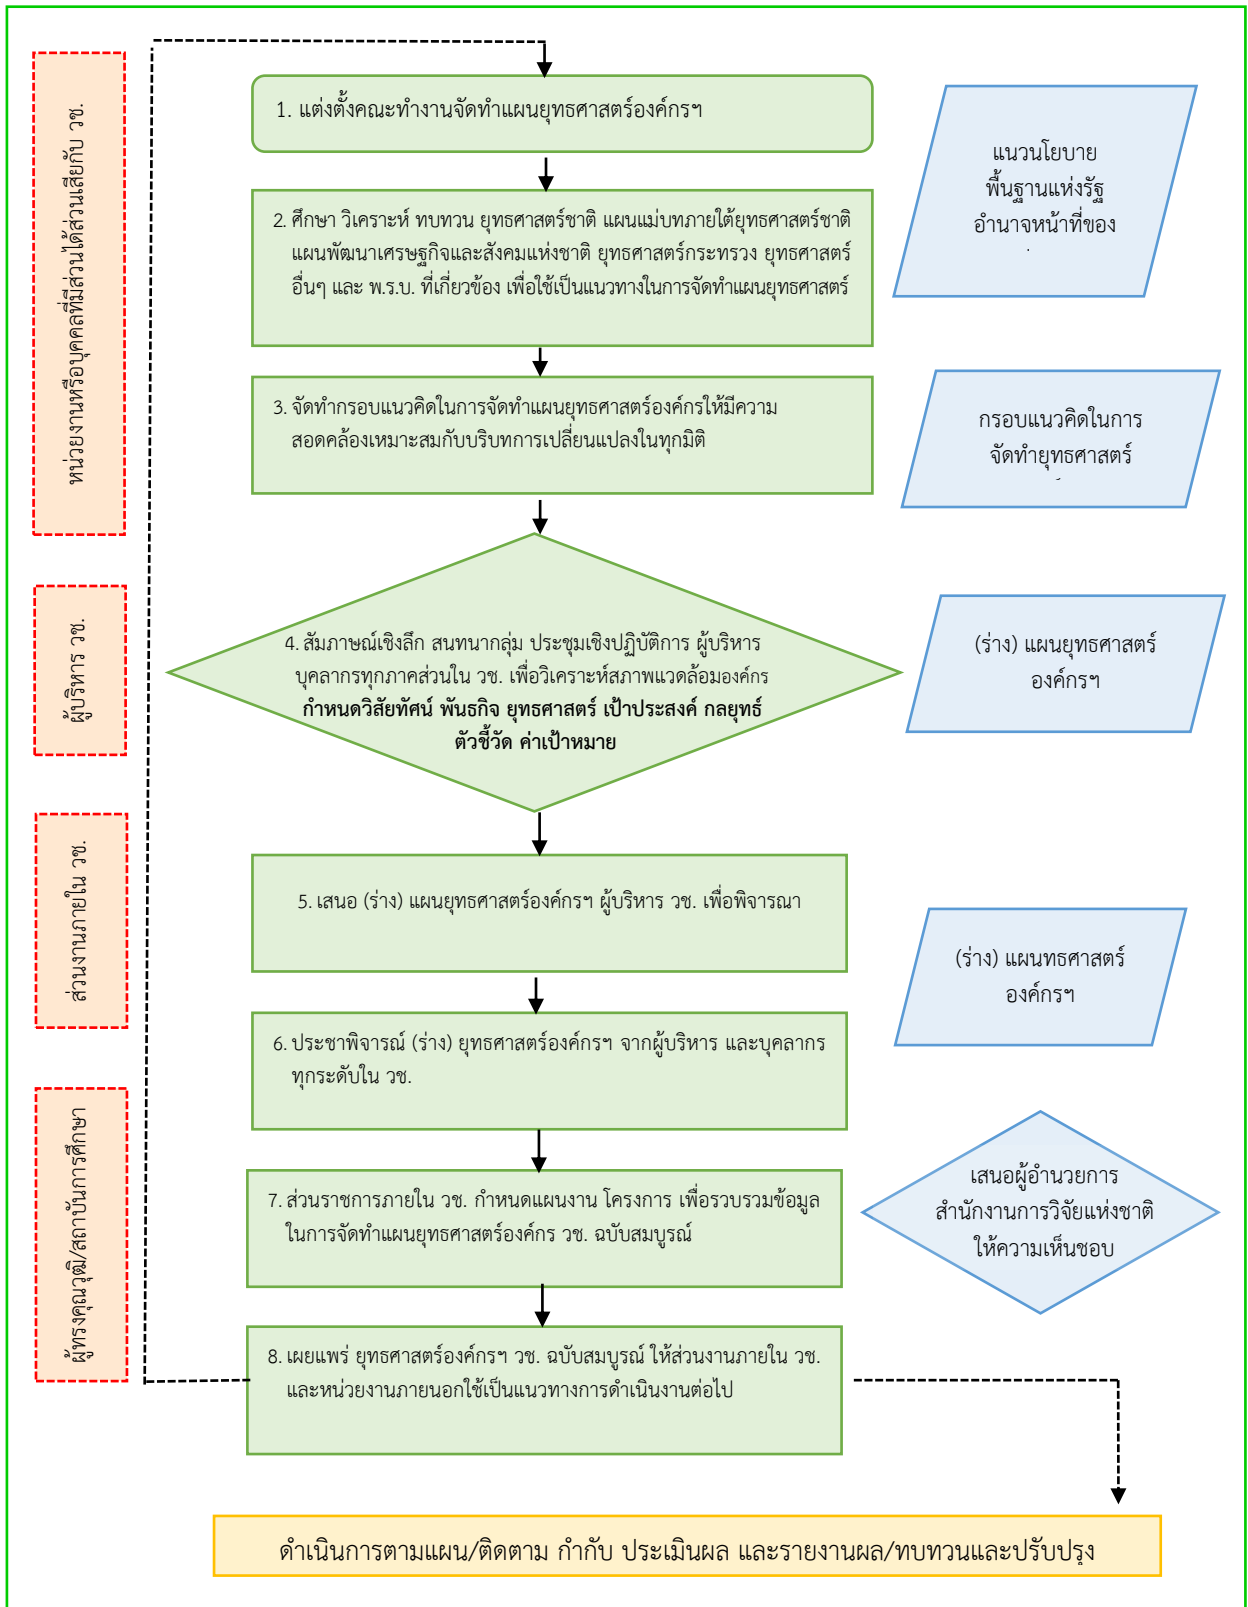 หน่วยงานหรือบุคคลที่มีส่วนได้ส่วนเสียกับ วช.
ผู้บริหาร วช.
ส่วนงานภายใน วช.
ผู้ทรงคุณวุฒิ/สถาบันการศึกษา
1. แต่งตั้งคณะทำงานจัดทำแผนยุทธศาสตร์องค์กรฯ
2. ศึกษา วิเคราะห์ ทบทวน ยุทธศาสตร์ชาติ แผนแม่บทภายใต้ยุทธศาสตร์ชาติ
แผนพัฒนาเศรษฐกิจและสังคมแห่งชาติ ยุทธศาสตร์กระทรวง ยุทธศาสตร์
อื่นๆ และ พ.ร.บ. ที่เกี่ยวข้อง เพื่อใช้เป็นแนวทางในการจัดทำแผนยุทธศาสตร์
3. จัดทำกรอบแนวคิดในการจัดทำแผนยุทธศาสตร์องค์กรให้มีความ
สอดคล้องเหมาะสมกับบริบทการเปลี่ยนแปลงในทุกมิติ
4. สัมภาษณ์เชิงลึก สนทนากลุ่ม ประชุมเชิงปฏิบัติการ ผู้บริหาร
บุคลากรทุกภาคส่วนใน วช. เพื่อวิเคราะห์สภาพแวดล้อมองค์กร
กำหนดวิสัยทัศน์ พันธกิจ ยุทธศาสตร์ เป้าประสงค์ กลยุทธ์
ตัวชี้วัด ค่าเป้าหมาย
5. เสนอ (ร่าง) แผนยุทธศาสตร์องค์กรฯ ผู้บริหาร วช. เพื่อพิจารณา
6. ประชาพิจารณ์ (ร่าง) ยุทธศาสตร์องค์กรฯ จากผู้บริหาร และบุคลากร
ทุกระดับใน วช.
7. ส่วนราชการภายใน วช. กำหนดแผนงาน โครงการ เพื่อรวบรวมข้อมูล
ในการจัดทำแผนยุทธศาสตร์องค์กร วช. ฉบับสมบูรณ์
8. เผยแพร่ ยุทธศาสตร์องค์กรฯ วช. ฉบับสมบูรณ์ ให้ส่วนงานภายใน วช.
และหน่วยงานภายนอกใช้เป็นแนวทางการดำเนินงานต่อไป
แนวนโยบาย
พื้นฐานแห่งรัฐ
อำนาจหน้าที่ของ
กรอบแนวคิดในการ
จัดทำยุทธศาสตร์
(ร่าง) แผนยุทธศาสตร์
องค์กรฯ
(ร่าง) แผนทธศาสตร์
องค์กรฯ
เสนอผู้อำนวยการ
สำนักงานการวิจัยแห่งชาติ
ให้ความเห็นชอบ
ดำเนินการตามแผน/ติดตาม กำกับ ประเมินผล และรายงานผล/ทบทวนและปรับปรุง